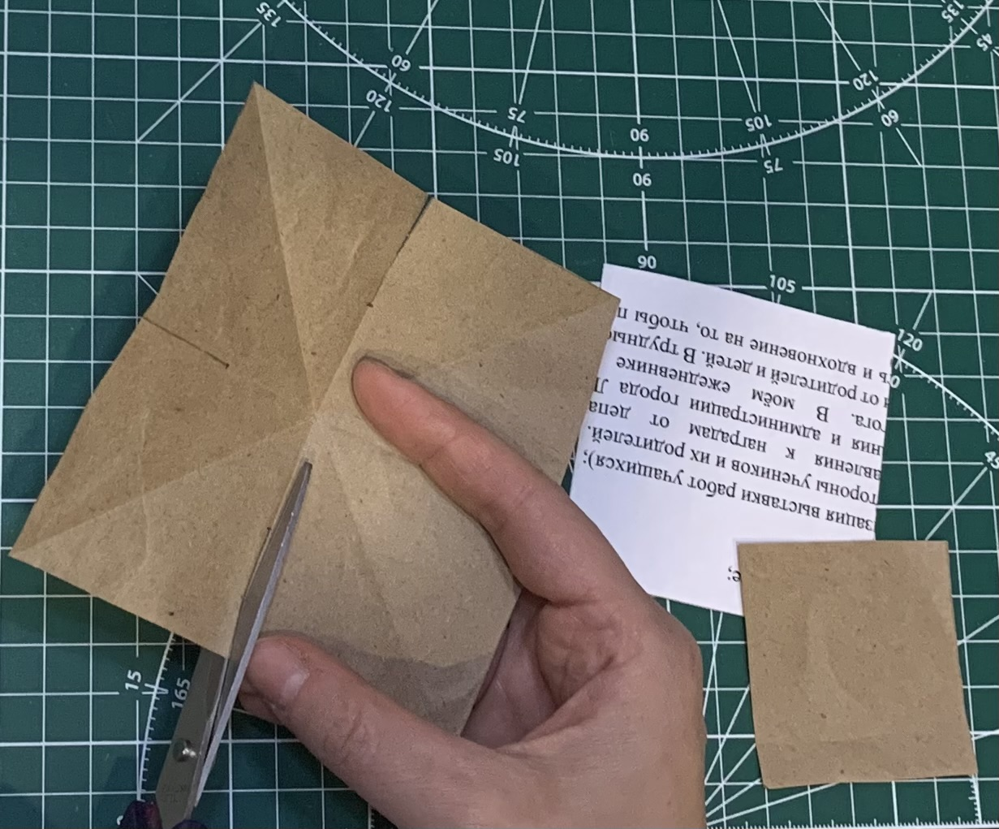 135
60
120
75
105
90
90
105
75
120
60
135
45
90
105
120
е;
зация выставки работ учащихся);
тороны учеников и их родителей.
авления к наградам от депа
ния и администрации города Л
ога. В моём ежедневнике
и от родителей и детей. В трудны
ь и вдохновение на то, чтобы п
45
15
165